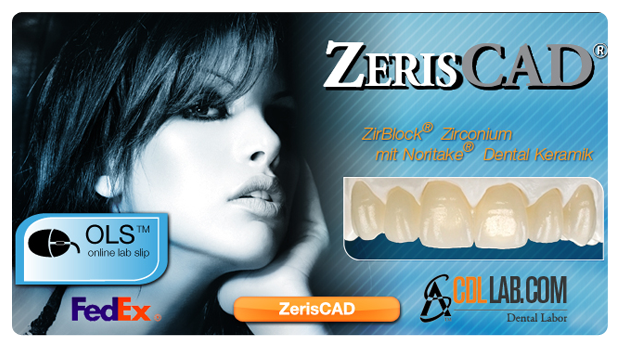 ZERISCAD®
ZirBlock® Zirconium
mit Noritake® Dental Keramik
OLS™
online lab slip
FedEx®
ZerisCAD
COLLAB.COM
Dental Labor